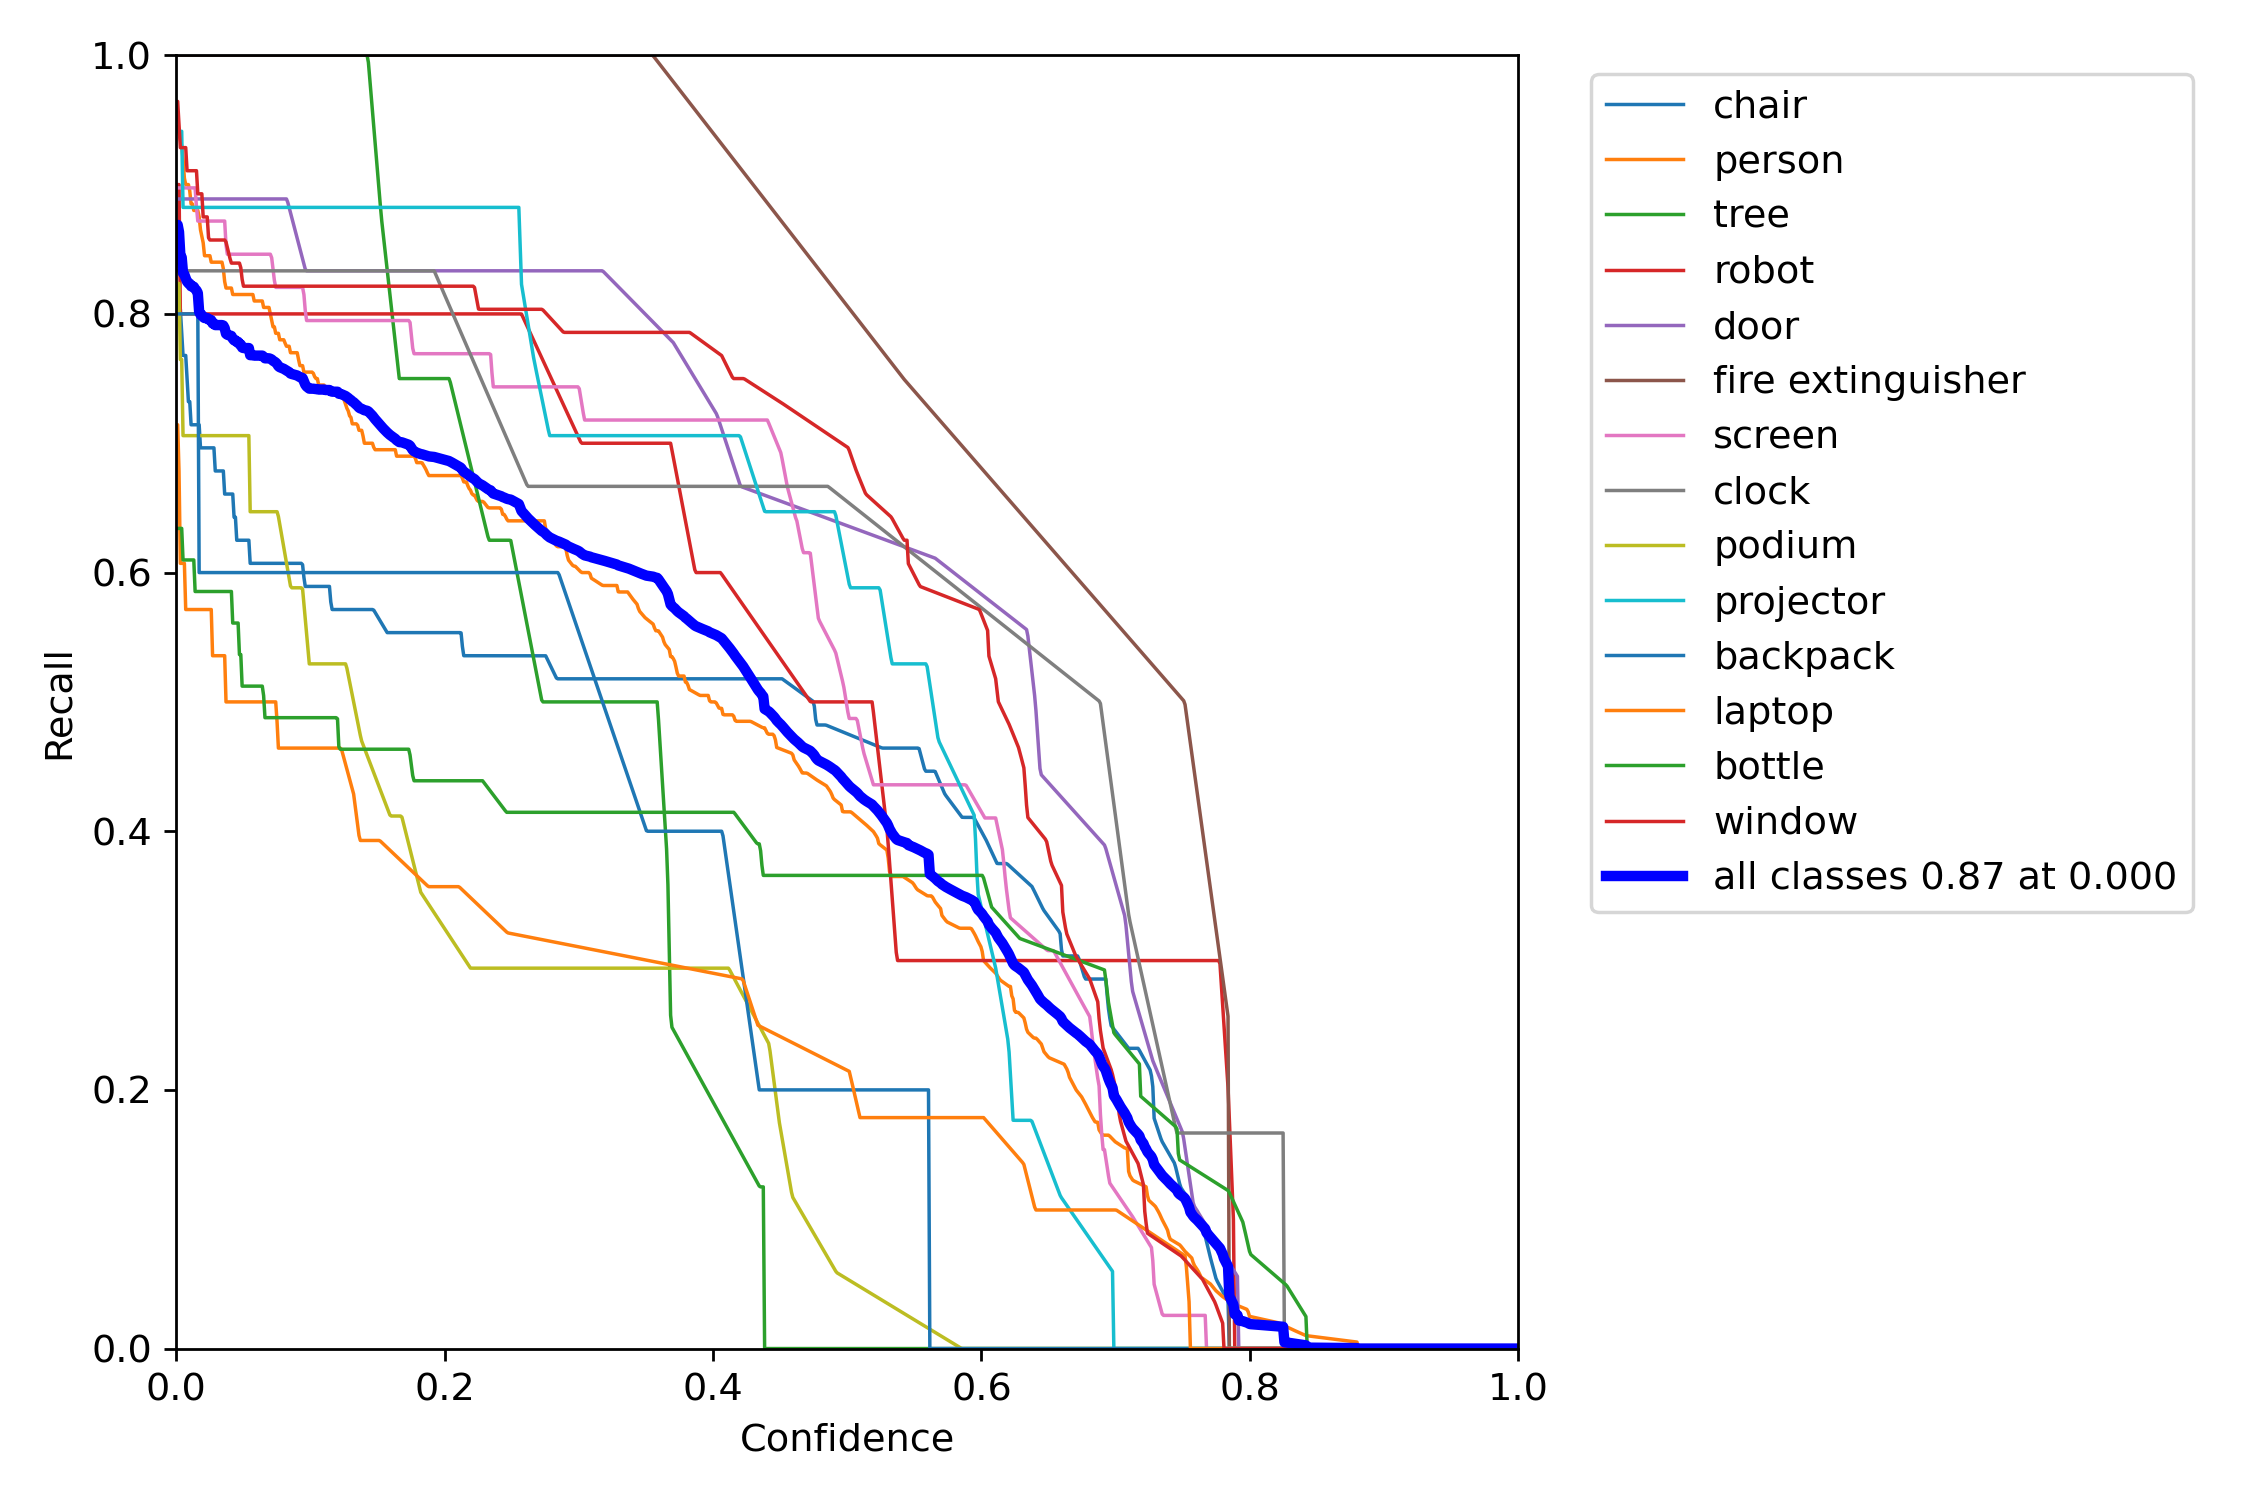 1.0
0.8
0.6
0.4
0.2
0.0
Recall
0.0 0.2 0.4 0.6 0.8 1.0
Confidence
chair
person
tree
robot
door
fire extinguisher
screen
clock
podium
projector
backpack
laptop
bottle
window
all classes 0.87 at 0.000